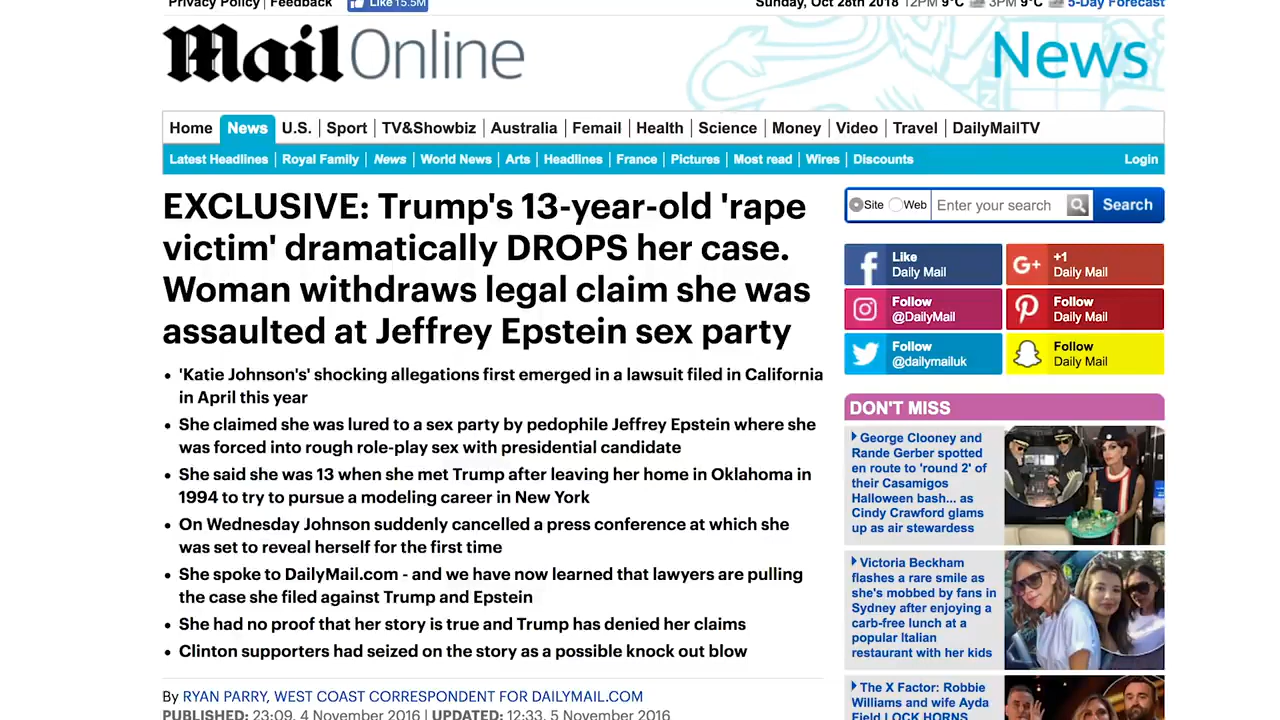 Privacy Policy | Feedback Like 15.5M Sunday, Oct 28th 2018 12PM 9°C 3PM 9°C 5-Day Forecast
Mail Online News
Home News U.S. Sport TV&Showbiz Australia Femail Health Science Money Video Travel DailyMailTV
Latest Headlines Royal Family News World News Arts Headlines France Pictures Most read Wires Discounts Login
EXCLUSIVE: Trump's 13-year-old 'rape
victim' dramatically DROPS her case.
Woman withdraws legal claim she was
assaulted at Jeffrey Epstein sex party
• 'Katie Johnson's' shocking allegations first emerged in a lawsuit filed in California
in April this year
• She claimed she was lured to a sex party by pedophile Jeffrey Epstein where she
was forced into rough role-play sex with presidential candidate
• She said she was 13 when she met Trump after leaving her home in Oklahoma in
1994 to try to pursue a modeling career in New York
• On Wednesday Johnson suddenly cancelled a press conference at which she
was set to reveal herself for the first time
• She spoke to DailyMail.com - and we have now learned that lawyers are pulling
the case she filed against Trump and Epstein
• She had no proof that her story is true and Trump has denied her claims
• Clinton supporters had seized on the story as a possible knock out blow
By RYAN PARRY, WEST COAST CORRESPONDENT FOR DAILYMAIL.COM
PUBLISHED: 23:09, 4 November 2016 | UPDATED: 12:33, 5 November 2016
Site Web Enter your search Search
Like
Daily Mail
+1
Daily Mail
Follow
@DailyMail
Follow
Daily Mail
Follow
@dailymailuk
Follow
Daily Mail
DON'T MISS
George Clooney and
Rande Gerber spotted
en route to 'round 2' of
their Casamigos
Halloween bash... as
Cindy Crawford glams
up as air stewardess
Victoria Beckham
flashes a rare smile as
she's mobbed by fans in
Sydney after enjoying a
carb-free lunch at a
popular Italian
restaurant with her kids
The X Factor: Robbie
Williams and wife Ayda
Field LOCK HORNS